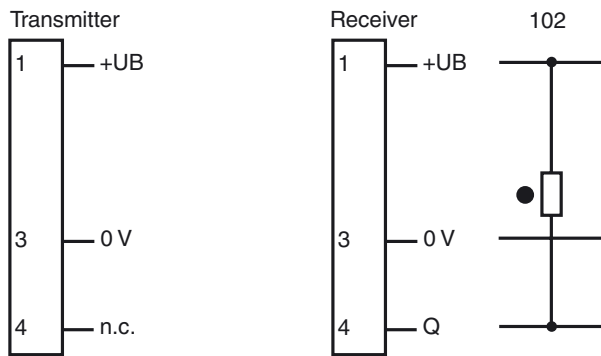 Transmitter
1 +UB
3 0 V
4 n.c.
Receiver 102
1 +UB
3 0 V
4 Q